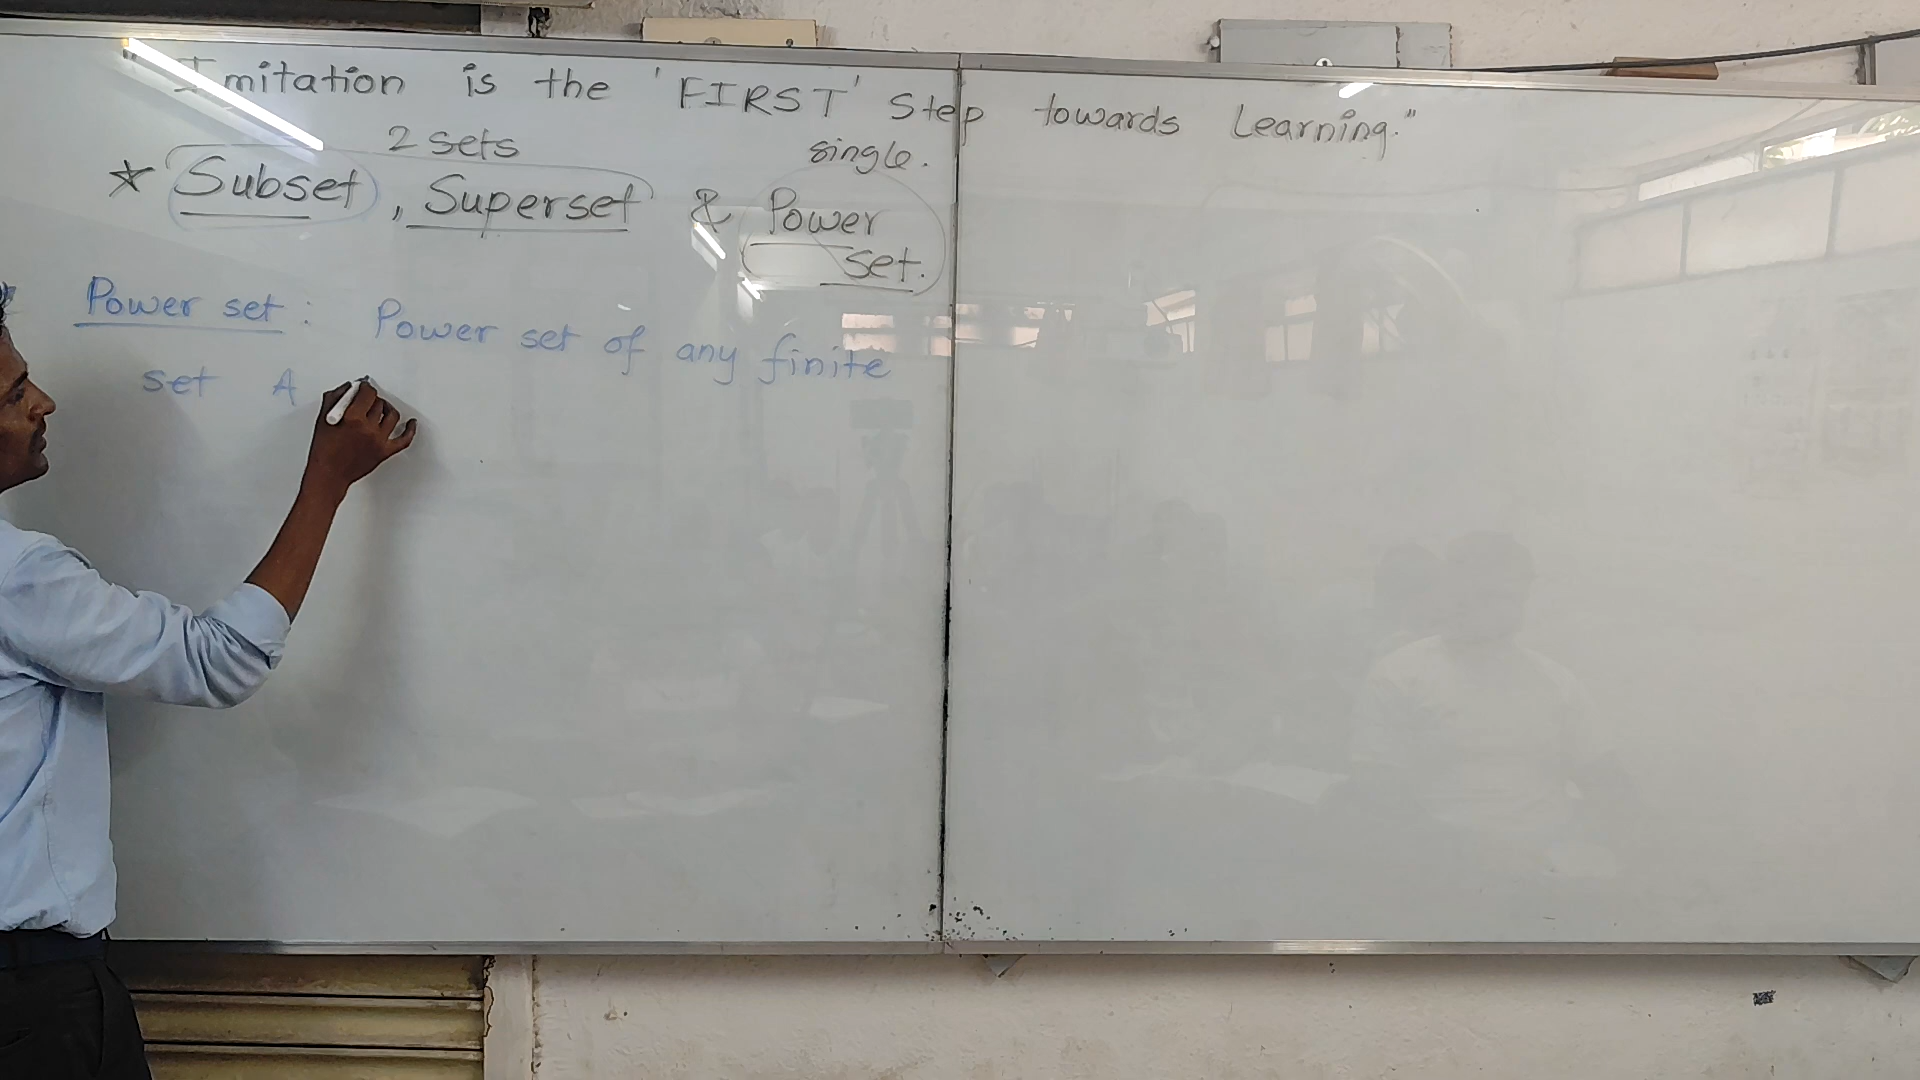 "Imitation is the 'FIRST' Step towards Learning."
2 sets single.
* Subset, Superset & Power
set.
Power set: Power set of any finite
set A